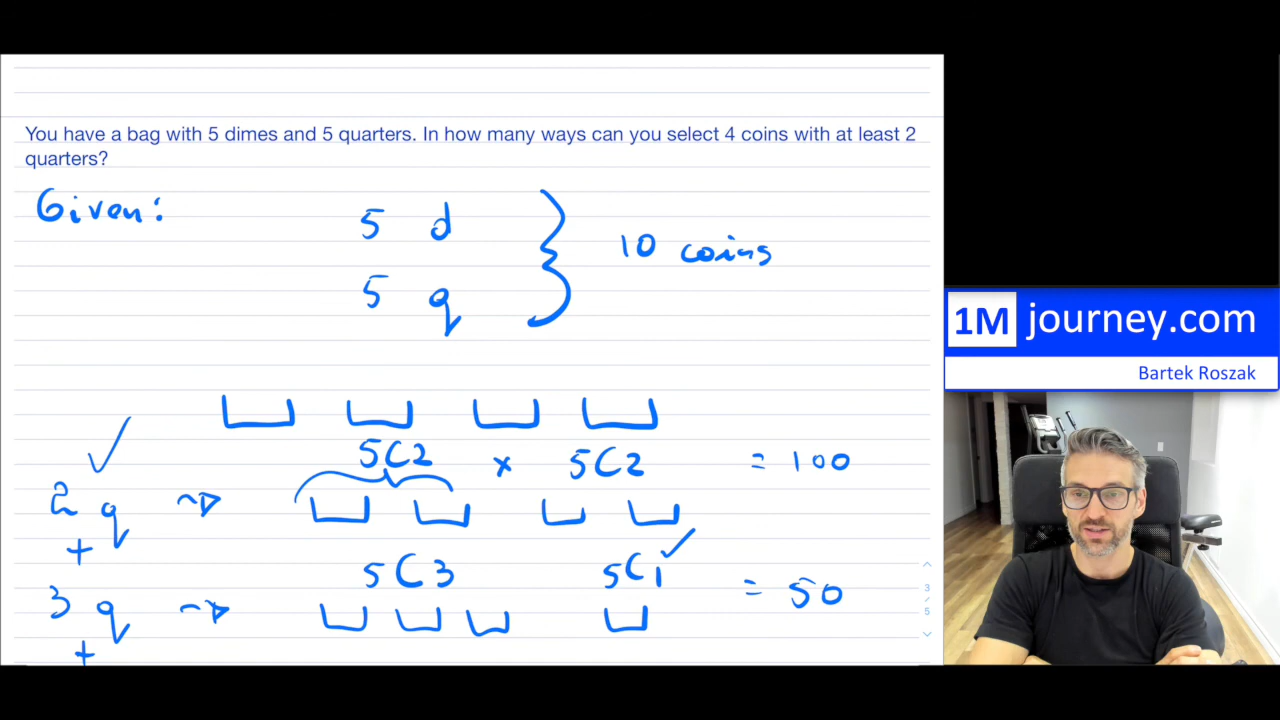 You have a bag with 5 dimes and 5 quarters. In how many ways can you select 4 coins with at least 2
quarters?
Given:
5 d
5 q
10 coins
5C2 x 5C2 = 100
2 q
+
5C3 5C1 = 50
3 q
+
3
/
5
1M journey.com
Bartek Roszak